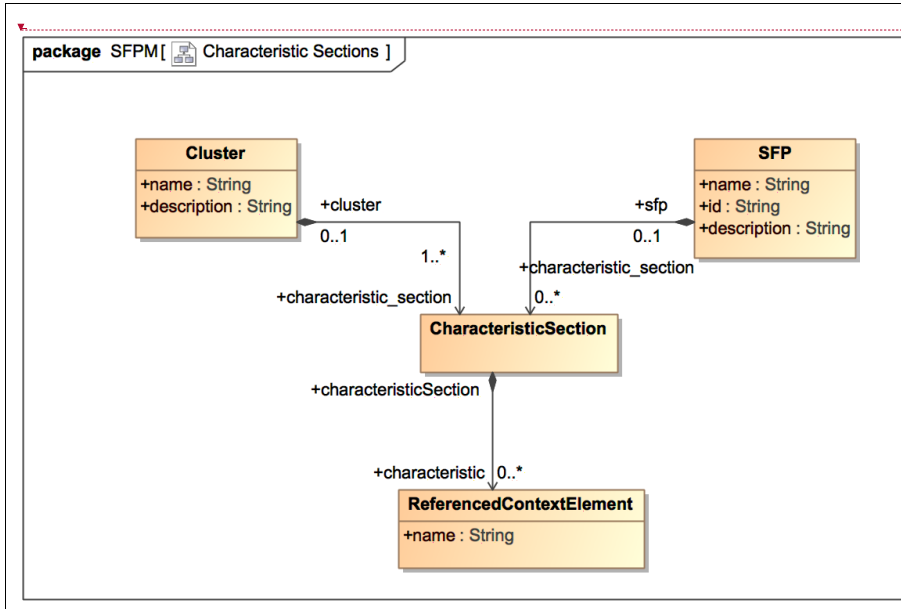 package SFPM[ Characteristic Sections ]
Cluster
+name : String
+description : String
SFP
+name : String
+id : String
+description : String
+cluster
0..1
1..*
+characteristic_section
+sfp
0..1
+characteristic_section
0..*
CharacteristicSection
+characteristicSection
+characteristic
0..*
ReferencedContextElement
+name : String